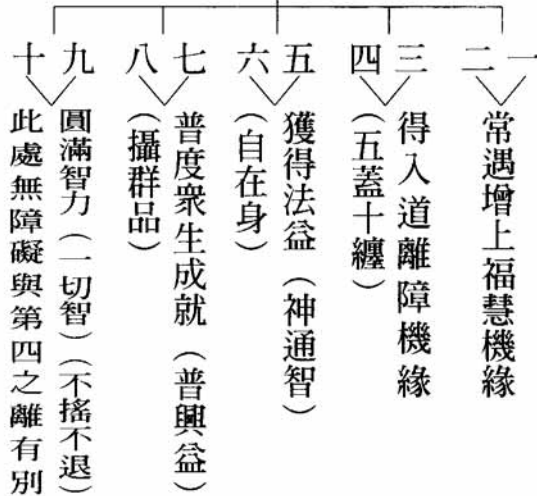 一
二
常遇增上福慧機緣
三
四
得入道離障機緣
（五蓋十纏）
五
六
獲得法益（神通智）
（自在身）
七
八
普度眾生成就（普興益）
（攝群品）
九
十
圓滿智力（一切智）（不搖不退）
此處無障礙與第四之離有別